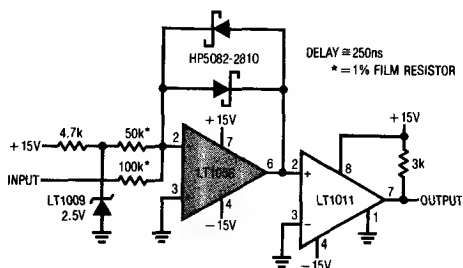 HP5082-2810
DELAY ≅ 250ns
* = 1% FILM RESISTOR
+15V
4.7k
50k*
2
+15V
7
6
2
+
8
+15V
3k
INPUT
100k*
3
4
−15V
LT1011
7
OUTPUT
LT1009
2.5V
3
−
1
4
−15V